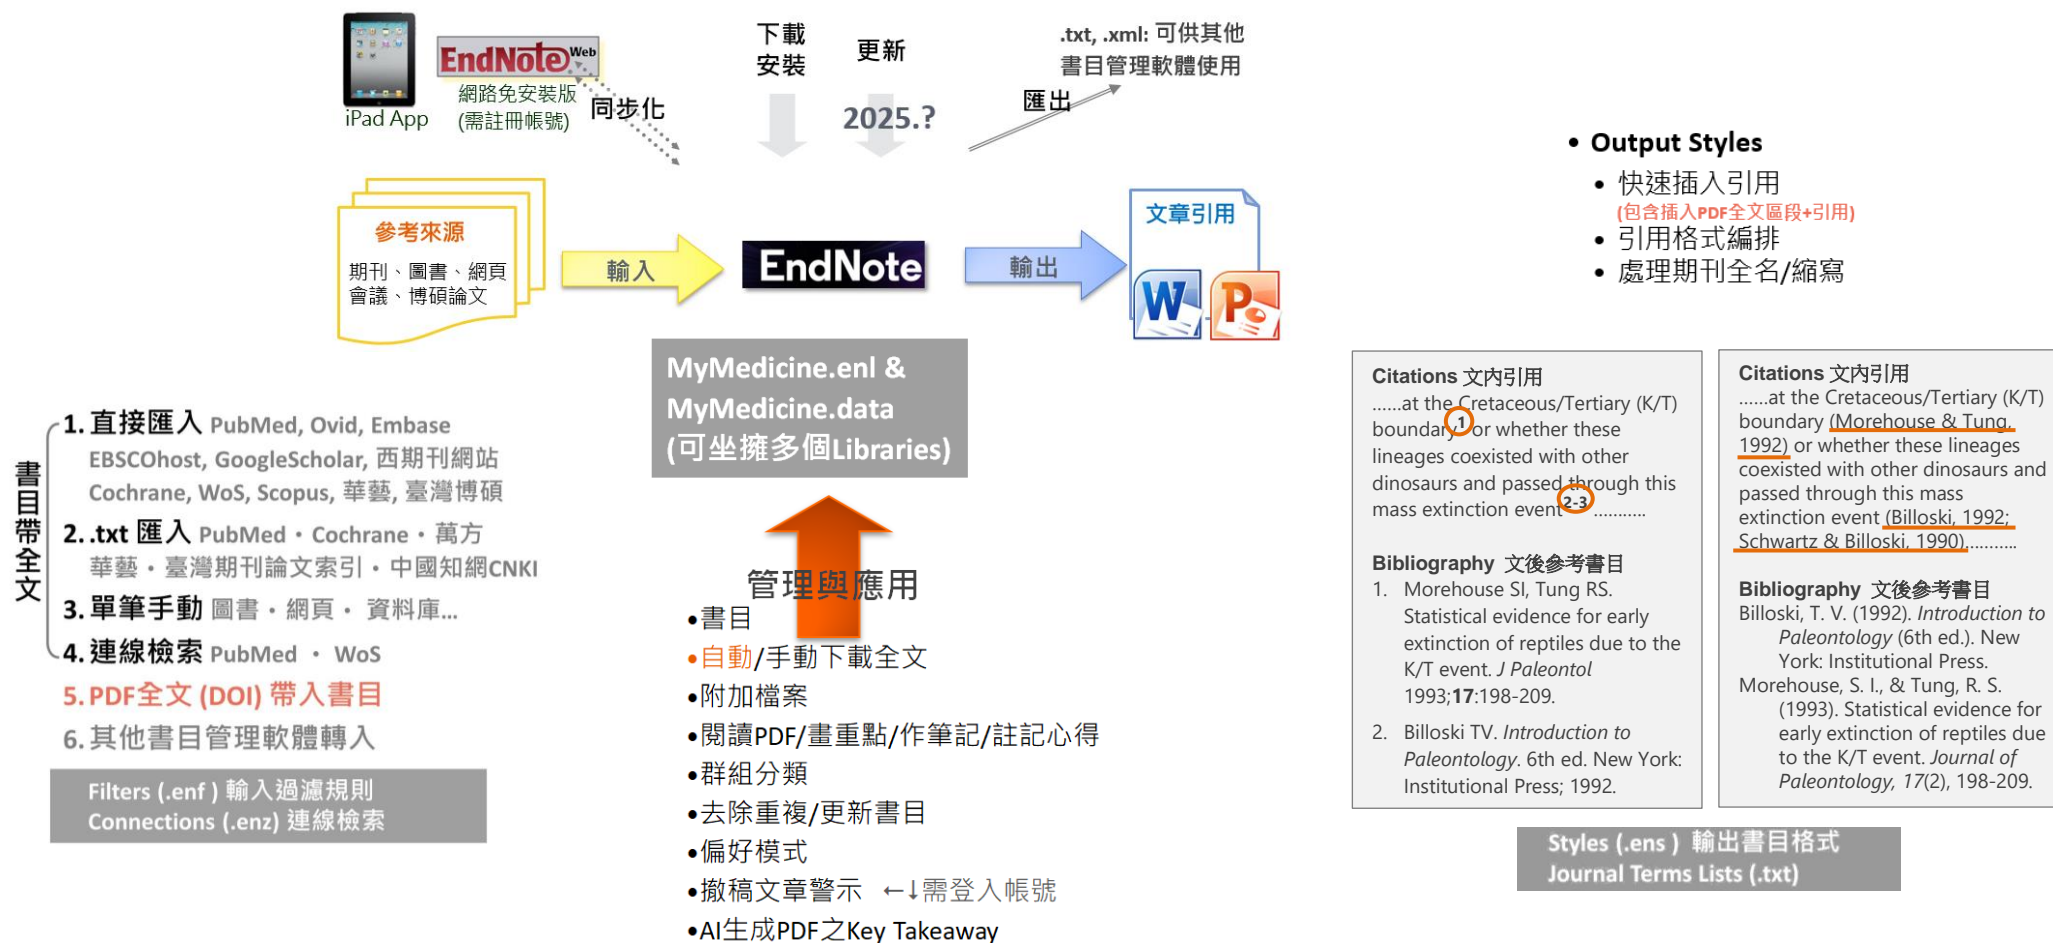 iPad App
EndNote Web
網路免安裝版
(需註冊帳號)
同步化
下載
安裝
更新
2025.?
.txt, .xml: 可供其他
書目管理軟體使用
匯出
參考來源
期刊、圖書、網頁
會議、博碩論文
輸入
EndNote
輸出
文章引用
MyMedicine.enl &
MyMedicine.data
(可坐擁多個Libraries)
書目帶全文
1. 直接匯入 PubMed, Ovid, Embase
EBSCOhost, GoogleScholar, 西期刊網站
Cochrane, WoS, Scopus, 華藝, 臺灣博碩
2. .txt 匯入 PubMed・Cochrane・萬方
華藝・臺灣期刊論文索引・中國知網CNKI
3. 單筆手動 圖書・網頁・ 資料庫...
4. 連線檢索 PubMed ・ WoS
5. PDF全文 (DOI) 帶入書目
6. 其他書目管理軟體轉入
Filters (.enf ) 輸入過濾規則
Connections (.enz) 連線檢索
管理與應用
•書目
•自動/手動下載全文
•附加檔案
•閱讀PDF/畫重點/作筆記/註記心得
•群組分類
•去除重複/更新書目
•偏好模式
•撤稿文章警示 ←↓需登入帳號
•AI生成PDF之Key Takeaway
• Output Styles
• 快速插入引用
(包含插入PDF全文區段+引用)
• 引用格式編排
• 處理期刊全名/縮寫
Citations 文內引用
......at the Cretaceous/Tertiary (K/T)
boundary1 or whether these
lineages coexisted with other
dinosaurs and passed through this
mass extinction event2-3...........
Bibliography 文後參考書目
1. Morehouse SI, Tung RS.
Statistical evidence for early
extinction of reptiles due to the
K/T event. J Paleontol
1993;17:198-209.
2. Billoski TV. Introduction to
Paleontology. 6th ed. New York:
Institutional Press; 1992.
Citations 文內引用
......at the Cretaceous/Tertiary (K/T)
boundary (Morehouse & Tung,
1992) or whether these lineages
coexisted with other dinosaurs and
passed through this mass
extinction event (Billoski, 1992;
Schwartz & Billoski, 1990)...........
Bibliography 文後參考書目
Billoski, T. V. (1992). Introduction to
Paleontology (6th ed.). New
York: Institutional Press.
Morehouse, S. I., & Tung, R. S.
(1993). Statistical evidence for
early extinction of reptiles due
to the K/T event. Journal of
Paleontology, 17(2), 198-209.
Styles (.ens ) 輸出書目格式
Journal Terms Lists (.txt)